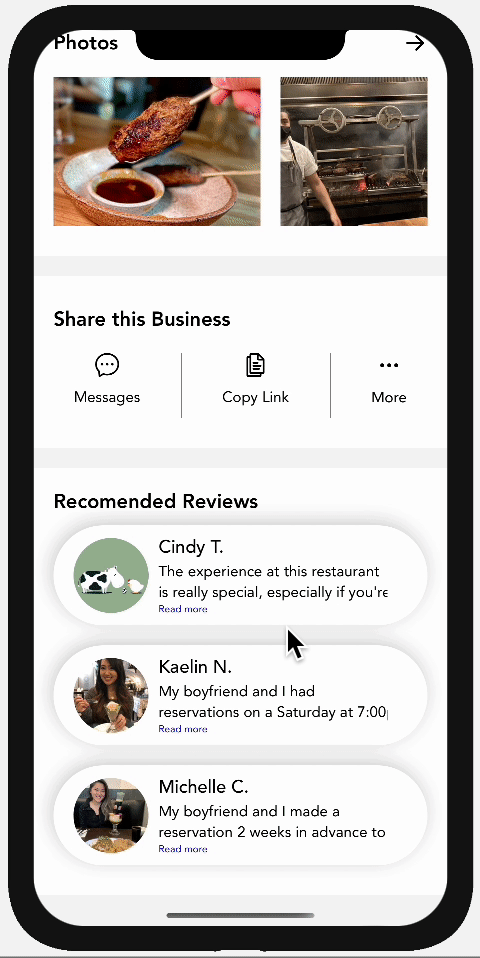 Photos
Share this Business
Messages
Copy Link
More
Recomended Reviews
Cindy T.
The experience at this restaurant
is really special, especially if you're
Read more
Kaelin N.
My boyfriend and I had
reservations on a Saturday at 7:00
Read more
Michelle C.
My boyfriend and I made a
reservation 2 weeks in advance to
Read more